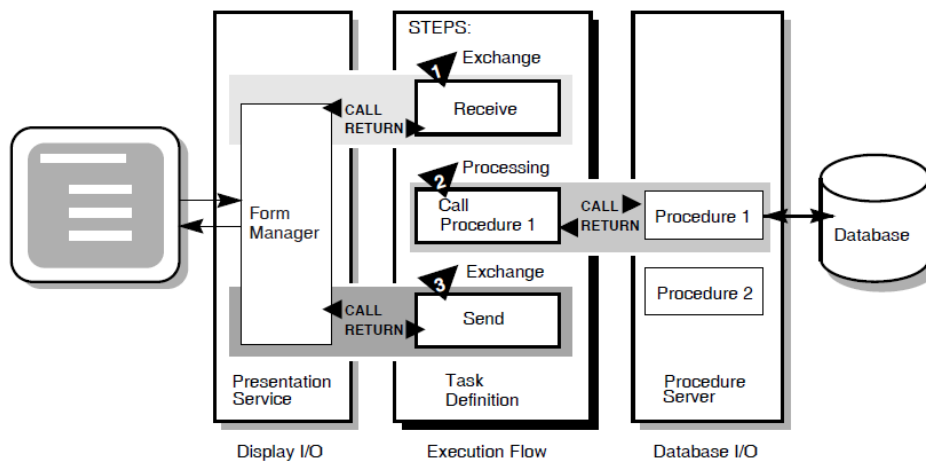 STEPS:
1 Exchange
Receive
CALL
RETURN
2 Processing
Call
Procedure 1
CALL
RETURN
Procedure 1
Form
Manager
Database
3 Exchange
Send
CALL
RETURN
Procedure 2
Presentation
Service
Task
Definition
Procedure
Server
Display I/O
Execution Flow
Database I/O